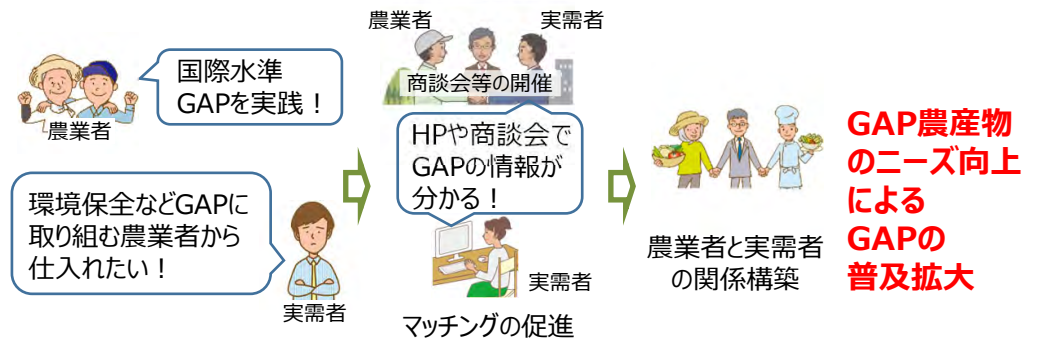 国際水準
GAPを実践！
農業者
環境保全などGAPに
取り組む農業者から
仕入れたい！
実需者
農業者
実需者
商談会等の開催
HPや商談会で
GAPの情報が
分かる！
実需者
マッチングの促進
農業者と実需者
の関係構築
GAP農産物
のニーズ向上
による
GAPの
普及拡大